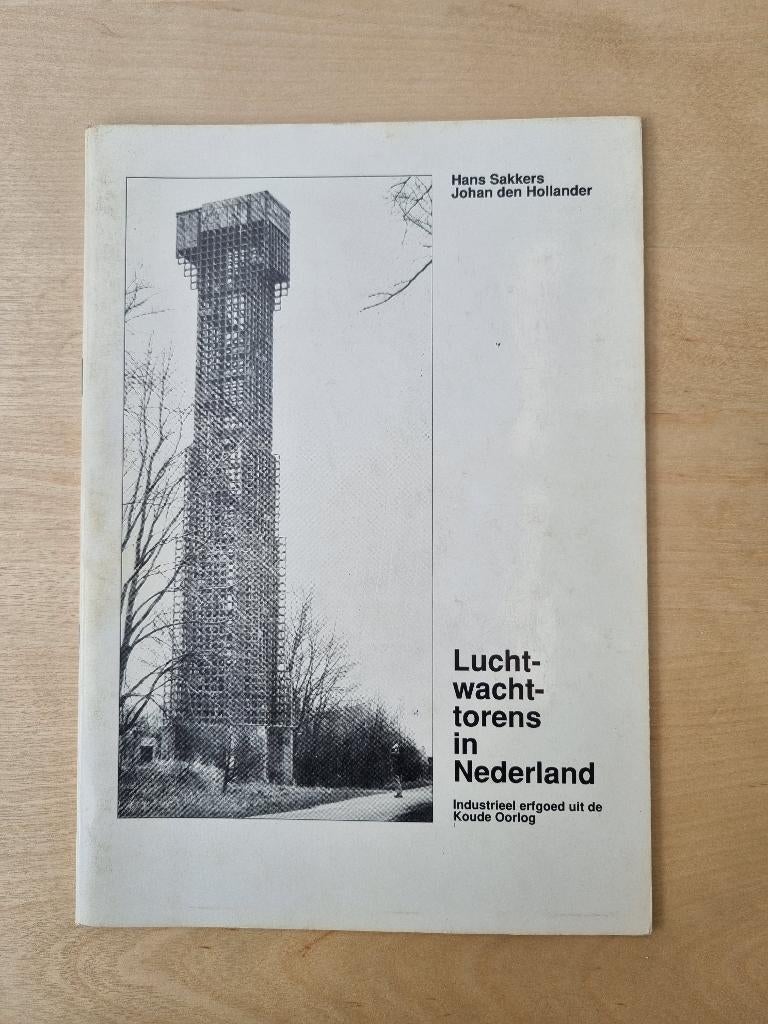 Hans Sakkers
Johan den Hollander
Lucht-
wacht-
torens
in
Nederland
Industrieel erfgoed uit de
Koude Oorlog